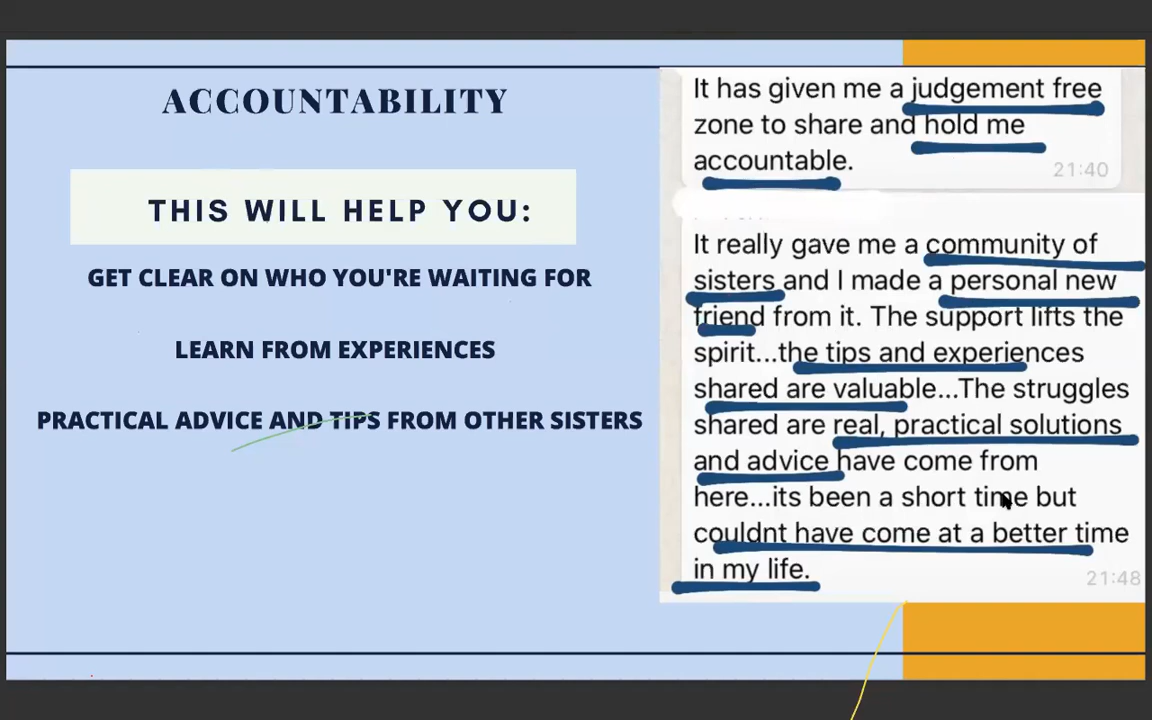 ACCOUNTABILITY
THIS WILL HELP YOU:
GET CLEAR ON WHO YOU'RE WAITING FOR
LEARN FROM EXPERIENCES
PRACTICAL ADVICE AND TIPS FROM OTHER SISTERS
It has given me a judgement free
zone to share and hold me
accountable.
21:40
It really gave me a community of
sisters and I made a personal new
friend from it. The support lifts the
spirit...the tips and experiences
shared are valuable...The struggles
shared are real, practical solutions
and advice have come from
here...its been a short time but
couldnt have come at a better time
in my life.
21:48